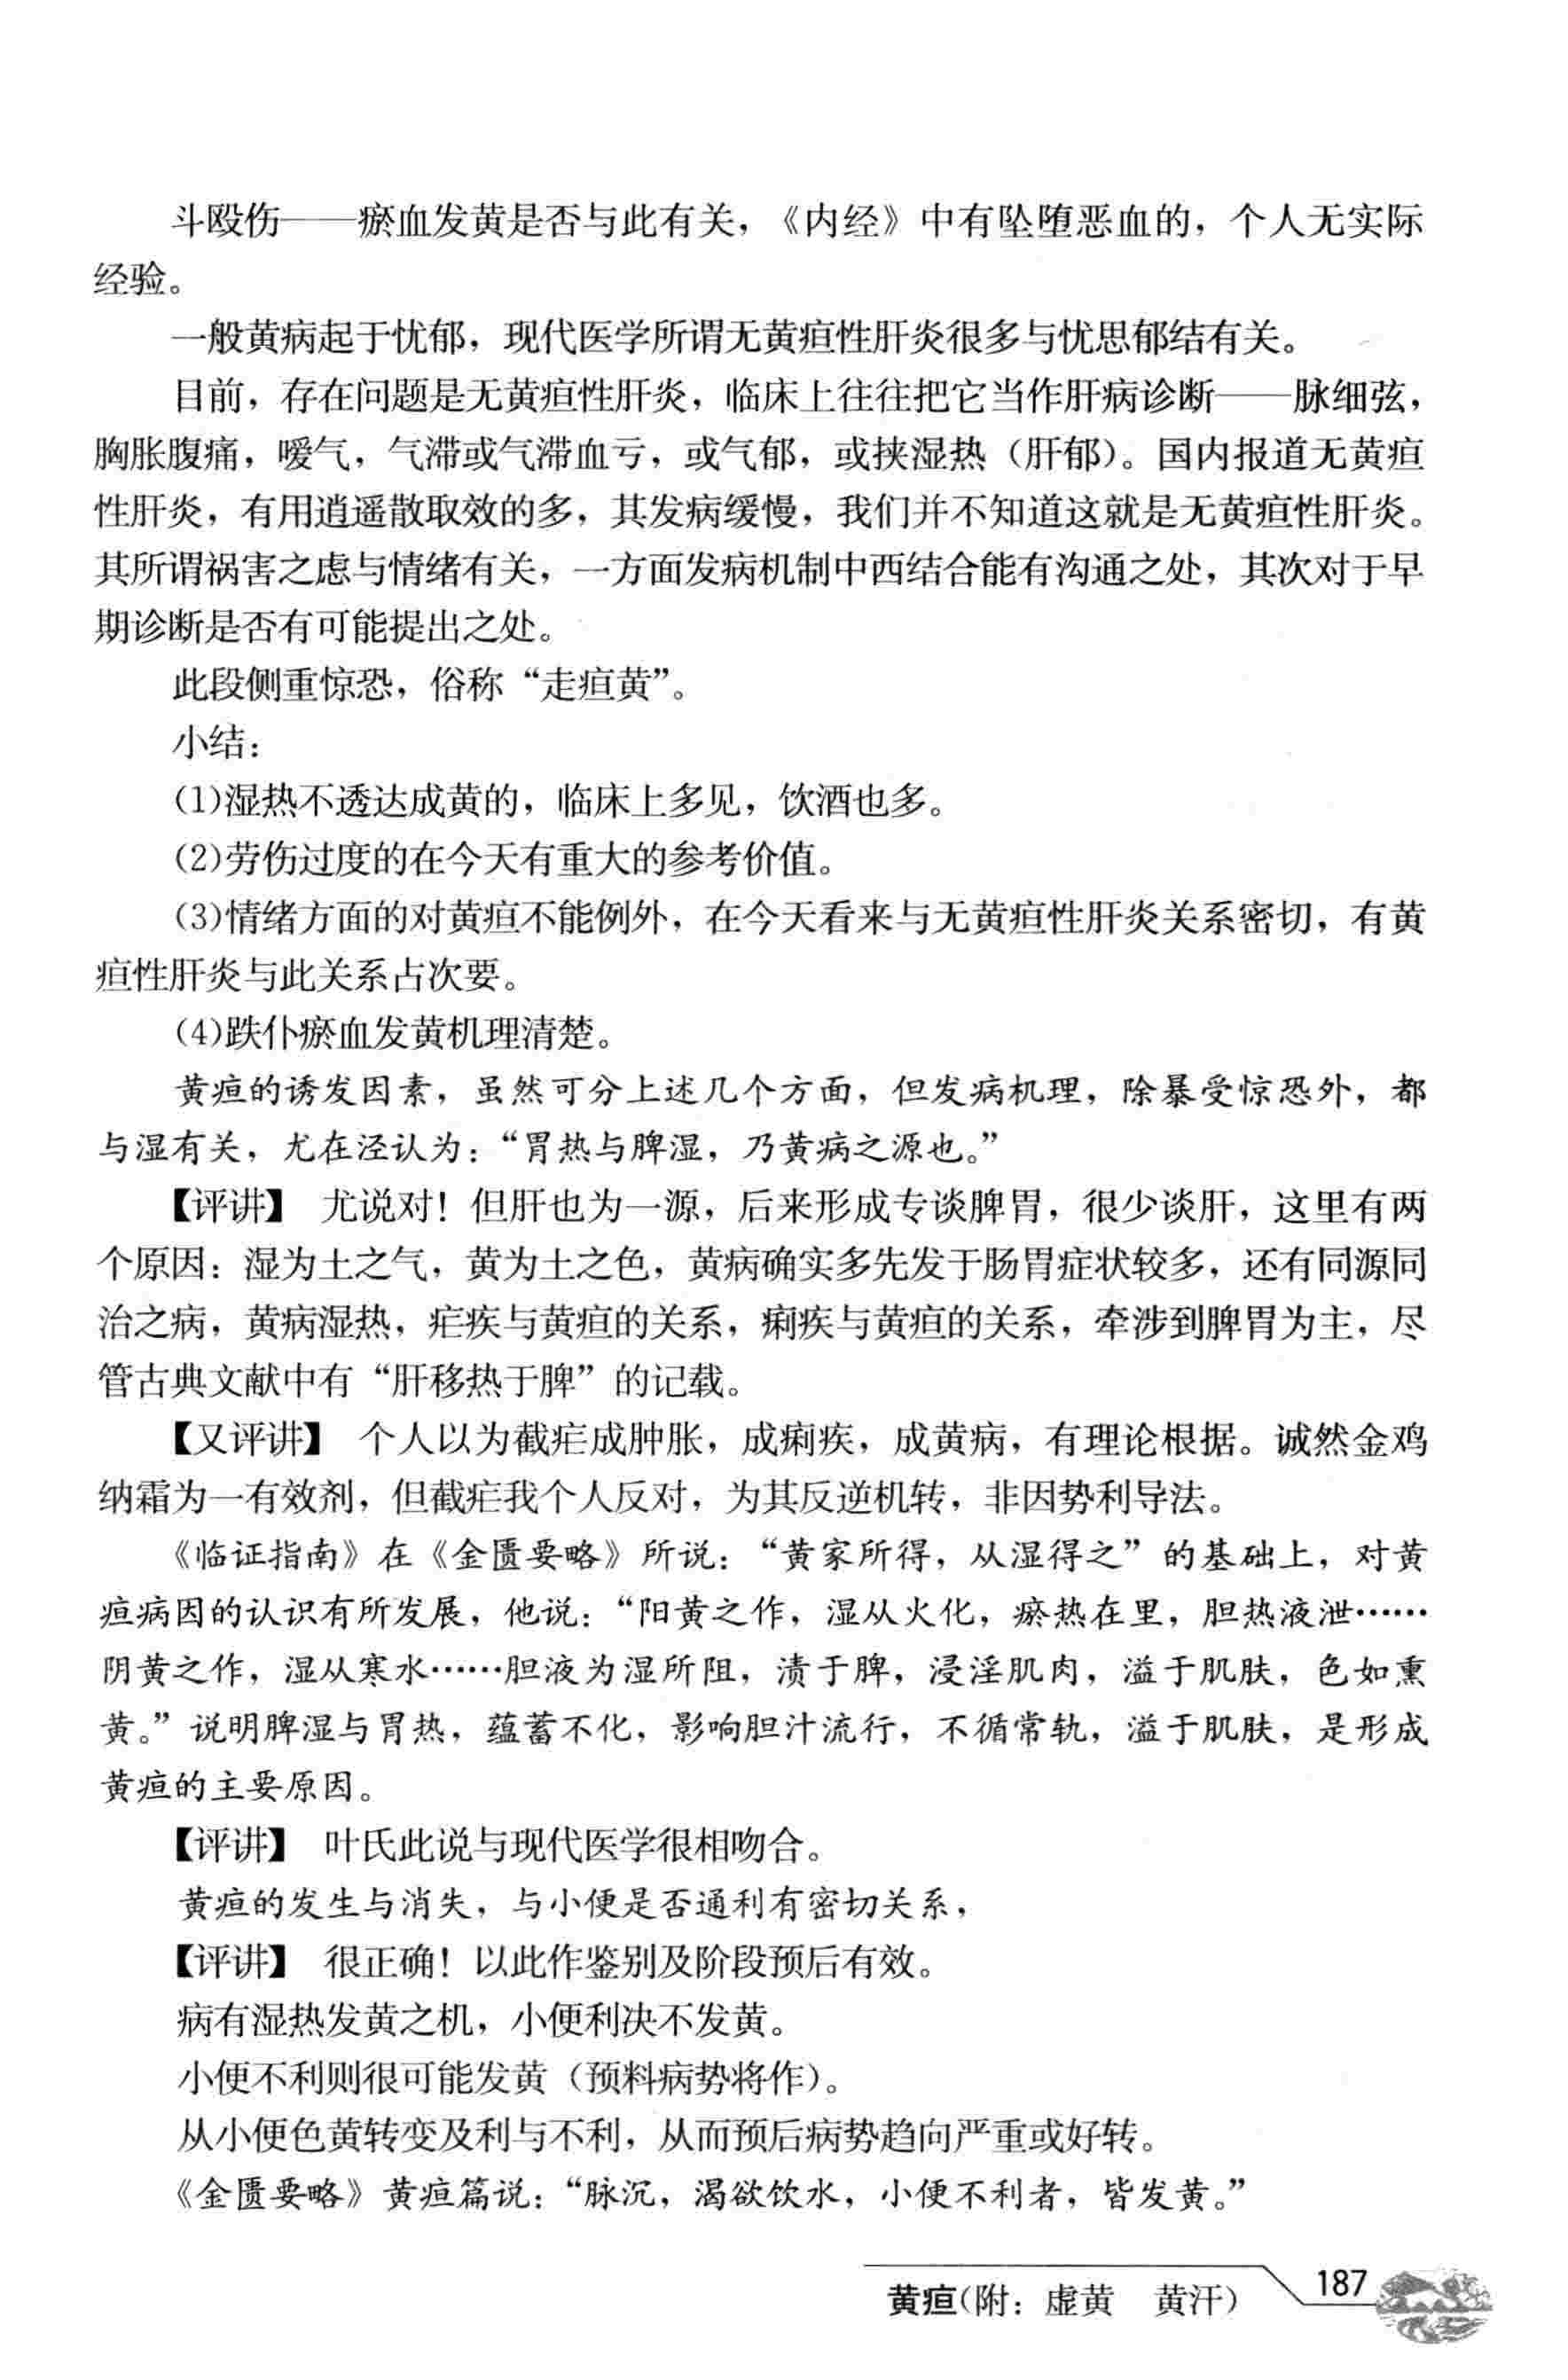 斗殴伤——瘀血发黄是否与此有关，《内经》中有坠堕恶血的，个人无实际
经验。
一般黄病起于忧郁，现代医学所谓无黄疸性肝炎很多与忧思郁结有关。
目前，存在问题是无黄疸性肝炎，临床上往往把它当作肝病诊断——脉细弦，
胸胀腹痛，嗳气，气滞或气滞血亏，或气郁，或挟湿热（肝郁）。国内报道无黄疸
性肝炎，有用逍遥散取效的多，其发病缓慢，我们并不知道这就是无黄疸性肝炎。
其所谓祸害之虑与情绪有关，一方面发病机制中西结合能有沟通之处，其次对于早
期诊断是否有可能提出之处。
此段侧重惊恐，俗称“走疸黄”。
小结：
(1)湿热不透达成黄的，临床上多见，饮酒也多。
(2)劳伤过度的在今天有重大的参考价值。
(3)情绪方面的对黄疸不能例外，在今天看来与无黄疸性肝炎关系密切，有黄
疸性肝炎与此关系占次要。
(4)跌仆瘀血发黄机理清楚。
黄疸的诱发因素，虽然可分上述几个方面，但发病机理，除暴受惊恐外，都
与湿有关，尤在泾认为：“胃热与脾湿，乃黄病之源也。”
【评讲】 尤说对！但肝也为一源，后来形成专谈脾胃，很少谈肝，这里有两
个原因：湿为土之气，黄为土之色，黄病确实多先发于肠胃症状较多，还有同源同
治之病，黄病湿热，疟疾与黄疸的关系，痢疾与黄疸的关系，牵涉到脾胃为主，尽
管古典文献中有“肝移热于脾”的记载。
【又评讲】 个人以为截疟成肿胀，成痢疾，成黄病，有理论根据。诚然金鸡
纳霜为一有效剂，但截疟我个人反对，为其反逆机转，非因势利导法。
《临证指南》在《金匮要略》所说：“黄家所得，从湿得之”的基础上，对黄
疸病因的认识有所发展，他说：“阳黄之作，湿从火化，瘀热在里，胆热液泄……
阴黄之作，湿从寒水……胆液为湿所阻，渍于脾，浸淫肌肉，溢于肌肤，色如熏
黄。”说明脾湿与胃热，蕴蓄不化，影响胆汁流行，不循常轨，溢于肌肤，是形成
黄疸的主要原因。
【评讲】 叶氏此说与现代医学很相吻合。
黄疸的发生与消失，与小便是否通利有密切关系，
【评讲】 很正确！以此作鉴别及阶段预后有效。
病有湿热发黄之机，小便利决不发黄。
小便不利则很可能发黄（预料病势将作）。
从小便色黄转变及利与不利，从而预后病势趋向严重或好转。
《金匮要略》黄疸篇说：“脉沉，渴欲饮水，小便不利者，皆发黄。”
黄疸(附：虚黄 黄汗) 187